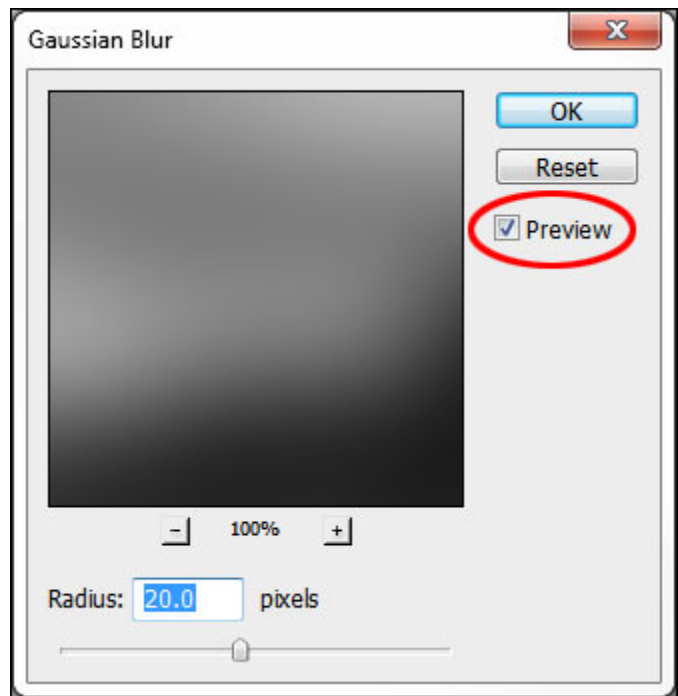 Gaussian Blur
OK
Reset
Preview
- 100% +
Radius: 20.0 pixels